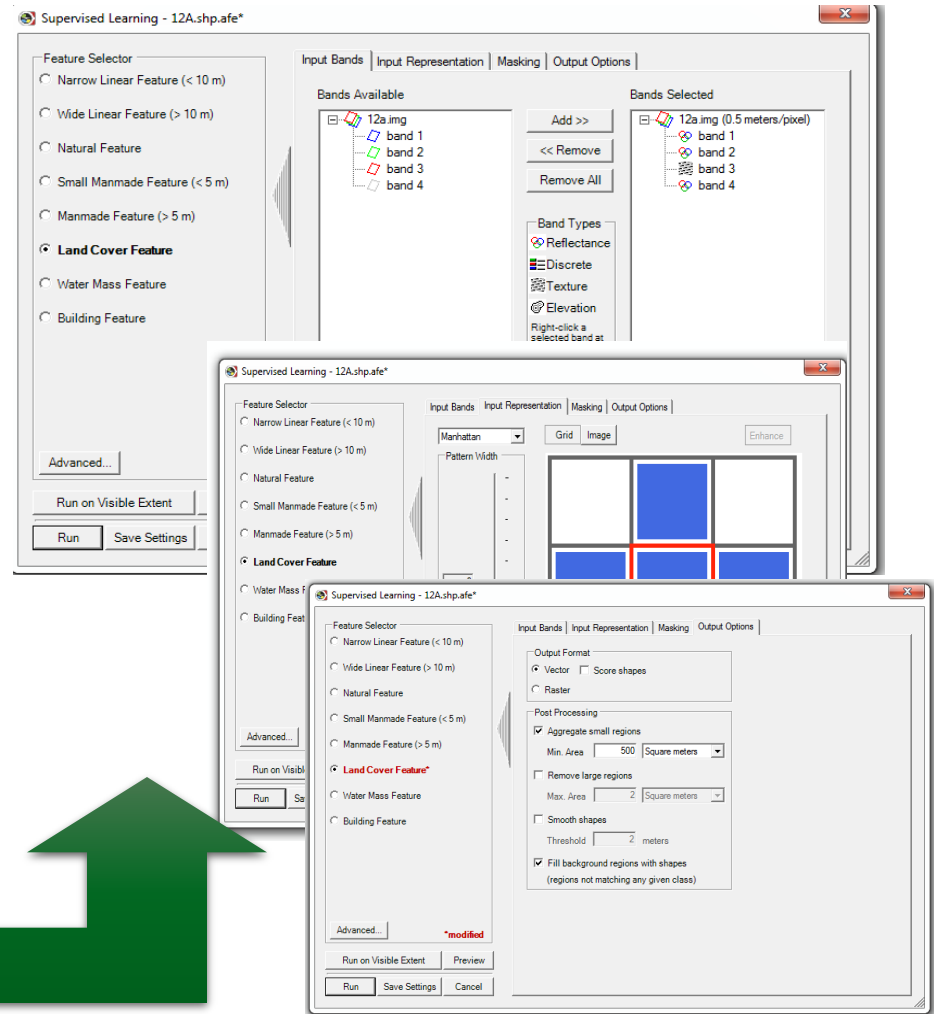 Supervised Learning - 12A.shp.afe*
Feature Selector
Narrow Linear Feature (< 10 m)
Wide Linear Feature (> 10 m)
Natural Feature
Small Manmade Feature (< 5 m)
Manmade Feature (> 5 m)
Land Cover Feature
Water Mass Feature
Building Feature
Advanced...
Run on Visible Extent
Run Save Settings
Input Bands Input Representation Masking Output Options
Bands Available
12a.img
band 1
band 2
band 3
band 4
Add >>
<< Remove
Remove All
Band Types
Reflectance
Discrete
Texture
Elevation
Right-click a
selected band at
Bands Selected
12a.img (0.5 meters/pixel)
band 1
band 2
band 3
band 4
Supervised Learning - 12A.shp.afe*
Feature Selector
Narrow Linear Feature (< 10 m)
Wide Linear Feature (> 10 m)
Natural Feature
Small Manmade Feature (< 5 m)
Manmade Feature (> 5 m)
Land Cover Feature
Water Mass F
Building Feat
Advanced...
Run on Visibl
Run Sa
Input Bands Input Representation Masking Output Options
Manhattan Grid Image Enhance
Pattern Width
Supervised Learning - 12A.shp.afe*
Feature Selector
Narrow Linear Feature (< 10 m)
Wide Linear Feature (> 10 m)
Natural Feature
Small Manmade Feature (< 5 m)
Manmade Feature (> 5 m)
Land Cover Feature*
Water Mass Feature
Building Feature
Advanced... *modified
Run on Visible Extent Preview
Run Save Settings Cancel
Input Bands Input Representation Masking Output Options
Output Format
Vector Score shapes
Raster
Post Processing
Aggregate small regions
Min. Area 500 Square meters
Remove large regions
Max. Area 2 Square meters
Smooth shapes
Threshold 2 meters
Fill background regions with shapes
(regions not matching any given class)